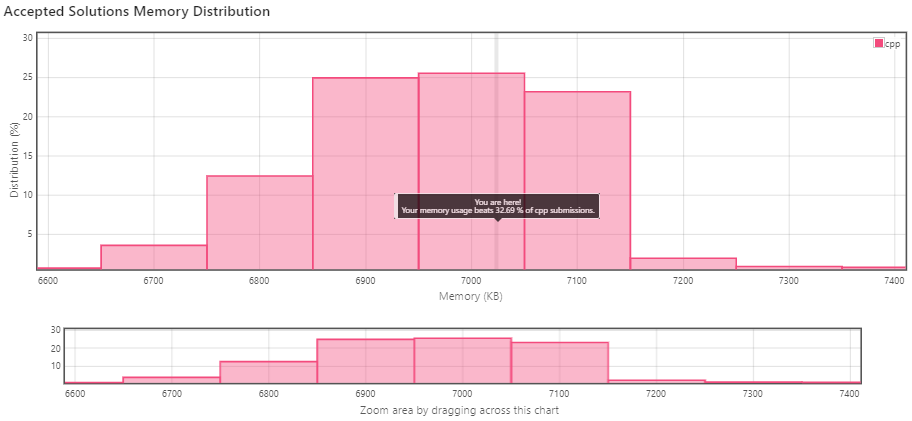 Accepted Solutions Memory Distribution
30
25
20
15
10
5
Distribution (%)
cpp
You are here!
Your memory usage beats 32.69 % of cpp submissions.
6600 6700 6800 6900 7000 7100 7200 7300 7400
Memory (KB)
30
20
10
6600 6700 6800 6900 7000 7100 7200 7300 7400
Zoom area by dragging across this chart